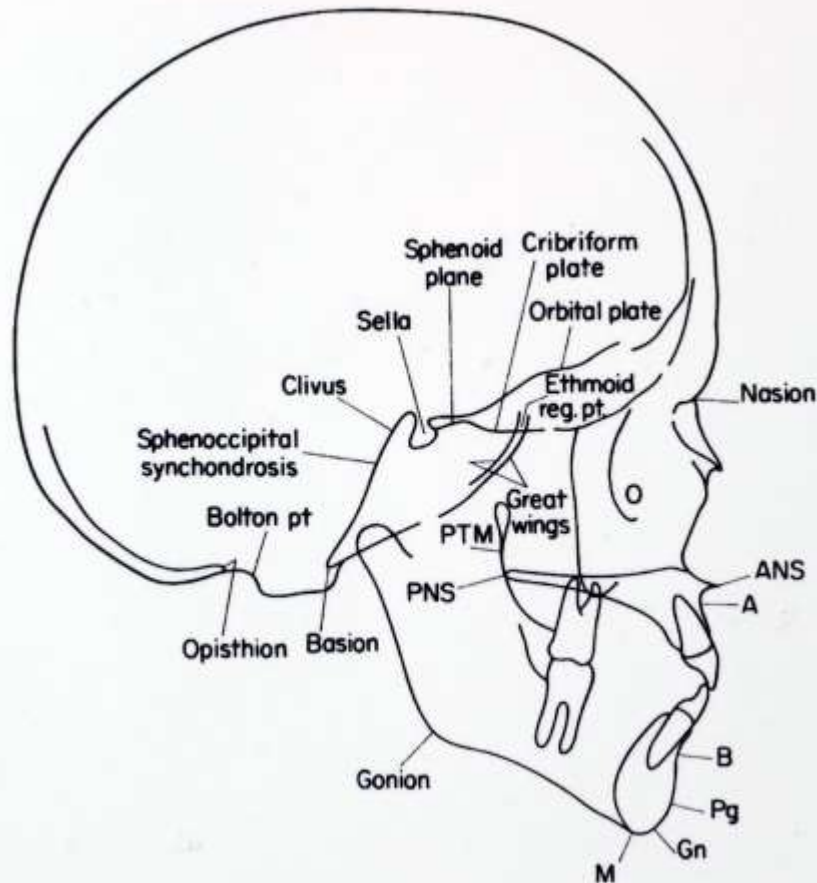 Sphenoid
plane
Cribriform
plate
Orbital plate
Sella
Ethmoid
reg. pt.
Clivus
Nasion
Sphenoccipital
synchondrosis
Great
wings
O
Bolton pt
PTM
PNS
ANS
A
Opisthion
Basion
B
Gonion
Pg
Gn
M